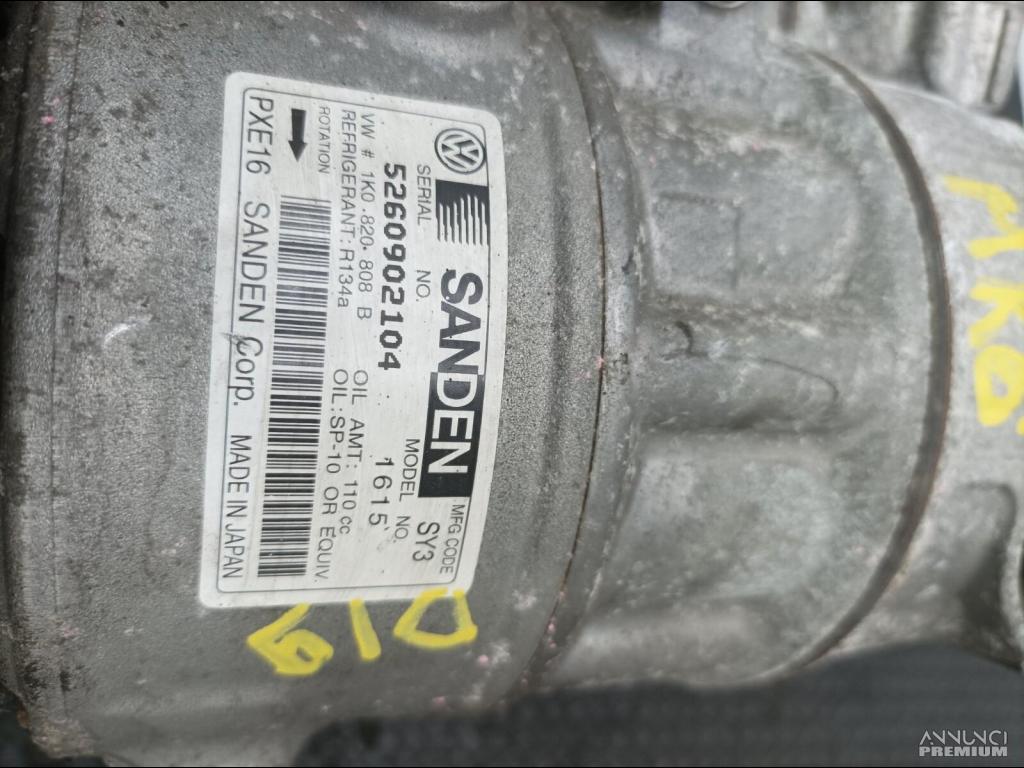 SANDEN
MFG CODE
SY3
SERIAL NO.
5260902104
MODEL NO.
1615
VW # 1K0 820 808 B
OIL AMT: 110 cc
REFRIGERANT: R134a
OIL: SP-10 OR EQUIV.
ROTATION
PXE16 SANDEN Corp. MADE IN JAPAN
ANNUNCI
PREMIUM